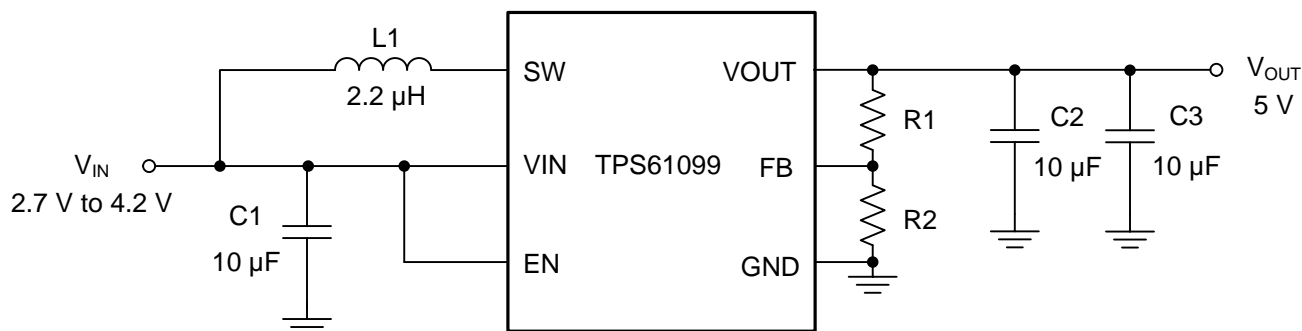 L1
2.2 µH
SW
VOUT
VIN
TPS61099
FB
EN
GND
VIN
2.7 V to 4.2 V
C1
10 µF
R1
R2
C2
10 µF
C3
10 µF
VOUT
5 V